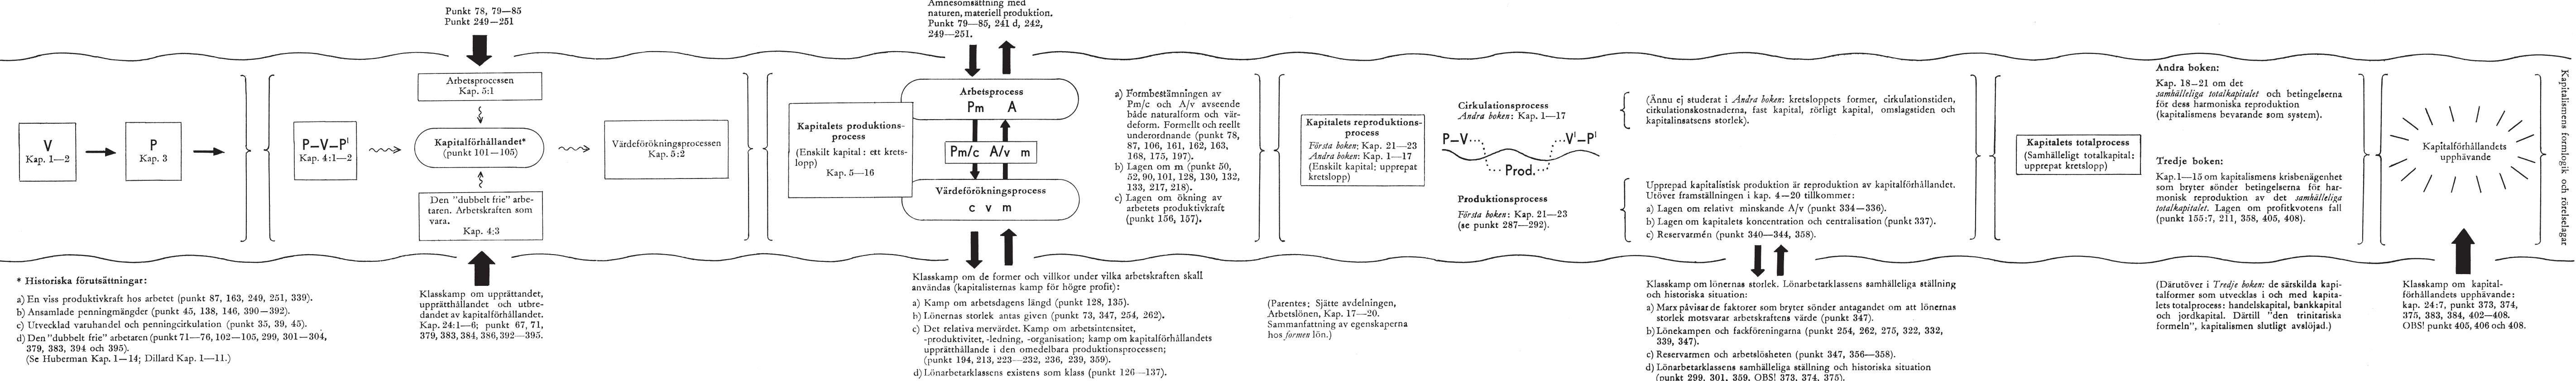 Punkt 78, 79—85
Punkt 249—251
Ämnesomsättning med
naturen, materiell produktion.
Punkt 79—85, 241 d, 242,
249—251.
V
Kap. 1—2
P
Kap. 3
P–V–P¹
Kap. 4:1—2
Arbetsprocessen
Kap. 5:1
Kapitalförhållandet*
(punkt 101—105)
Den "dubbelt frie" arbe-
taren. Arbetskraften som
vara.
Kap. 4:3
Värdeförökningsprocessen
Kap. 5:2
Kapitalets produktions-
process
(Enskilt kapital: ett krets-
lopp)
Kap. 5—16
Arbetsprocess
Pm A
Pm/c A/v m
Värdeförökningsprocess
c v m
a) Formbestämningen av
Pm/c och A/v avseende
både naturalform och vär-
deform. Formellt och reellt
underordnande (punkt 78,
87, 106, 161, 162, 163,
168, 175, 197).
b) Lagen om m (punkt 50,
52, 90, 101, 128, 130, 132,
133, 217, 218).
c) Lagen om ökning av
arbetets produktivkraft
(punkt 156, 157).
Kapitalets reproduktions-
process
Första boken: Kap. 21—23
Andra boken: Kap. 1—17
(Enskilt kapital; upprepat
kretslopp)
Cirkulationsprocess
Andra boken: Kap. 1—17
P–V... ...V¹–P¹
... Prod. ...
Produktionsprocess
Första boken: Kap. 21—23
(se punkt 287—292).
(Ännu ej studerat i Andra boken: kretsloppets former, cirkulationstiden,
cirkulationskostnaderna, fast kapital, rörligt kapital, omslagstiden och
kapitalinsatsens storlek).
Upprepad kapitalistisk produktion är reproduktion av kapitalförhållandet.
Utöver framställningen i kap. 4—20 tillkommer:
a) Lagen om relativt minskande A/v (punkt 334—336).
b) Lagen om kapitalets koncentration och centralisation (punkt 337).
c) Reservarmén (punkt 340—344, 358).
Kapitalets totalprocess
(Samhälleligt totalkapital:
upprepat kretslopp)
Andra boken:
Kap. 18—21 om det
samhälleliga totalkapitalet och betingelserna
för dess harmoniska reproduktion
(kapitalismens bevarande som system).
Tredje boken:
Kap. 1—15 om kapitalismens krisbenägenhet
som bryter sönder betingelserna för har-
monisk reproduktion av det samhälleliga
totalkapitalet. Lagen om profitkvotens fall
(punkt 155:7, 211, 358, 405, 408).
Kapitalförhållandets
upphävande
Kapitalismens formlogik och rörelselagar
* Historiska förutsättningar:
a) En viss produktivkraft hos arbetet (punkt 87, 163, 249, 251, 339).
b) Ansamlade penningmängder (punkt 45, 138, 146, 390—392).
c) Utvecklad varuhandel och penningcirkulation (punkt 35, 39, 45).
d) Den "dubbelt frie" arbetaren (punkt 71—76, 102—105, 299, 301—304,
379, 383, 394 och 395).
(Se Huberman Kap. 1—14; Dillard Kap. 1—11.)
Klasskamp om upprättandet,
upprätthållandet och utbre-
dandet av kapitalförhållandet.
Kap. 24:1—6; punkt 67, 71,
379, 383, 384, 386, 392—395.
Klasskamp om de former och villkor under vilka arbetskraften skall
användas (kapitalisternas kamp för högre profit):
a) Kamp om arbetsdagens längd (punkt 128, 135).
b) Lönernas storlek antas given (punkt 73, 347, 254, 262).
c) Det relativa mervärdet. Kamp om arbetsintensitet,
-produktivitet, -ledning, -organisation; kamp om kapitalförhållandets
upprätthållande i den omedelbara produktionsprocessen;
(punkt 194, 213, 223—232, 236, 239, 359).
d) Lönarbetarklassens existens som klass (punkt 126—137).
(Parentes: Sjätte avdelningen,
Arbetslönen, Kap. 17—20.
Sammanfattning av egenskaperna
hos formen lön.)
Klasskamp om lönernas storlek. Lönarbetarklassens samhälleliga ställning
och historiska situation:
a) Marx påvisar de faktorer som bryter sönder antagandet om att lönernas
storlek motsvarar arbetskraftens värde (punkt 347).
b) Lönekampen och fackföreningarna (punkt 254, 262, 275, 322, 332,
339, 347).
c) Reservarmen och arbetslösheten (punkt 347, 356—358).
d) Lönarbetarklassens samhälleliga ställning och historiska situation
(punkt 299, 301, 359, OBS! 373, 374, 375).
(Därutöver i Tredje boken: de särskilda kapi-
talformer som utvecklas i och med kapita-
lets totalprocess: handelskapital, bankkapital
och jordkapital. Därtill "den trinitariska
formeln", kapitalismen slutligt avslöjad.)
Klasskamp om kapital-
förhållandets upphävande:
kap. 24:7, punkt 373, 374,
375, 383, 384, 402—408.
OBS! punkt 405, 406 och 408.